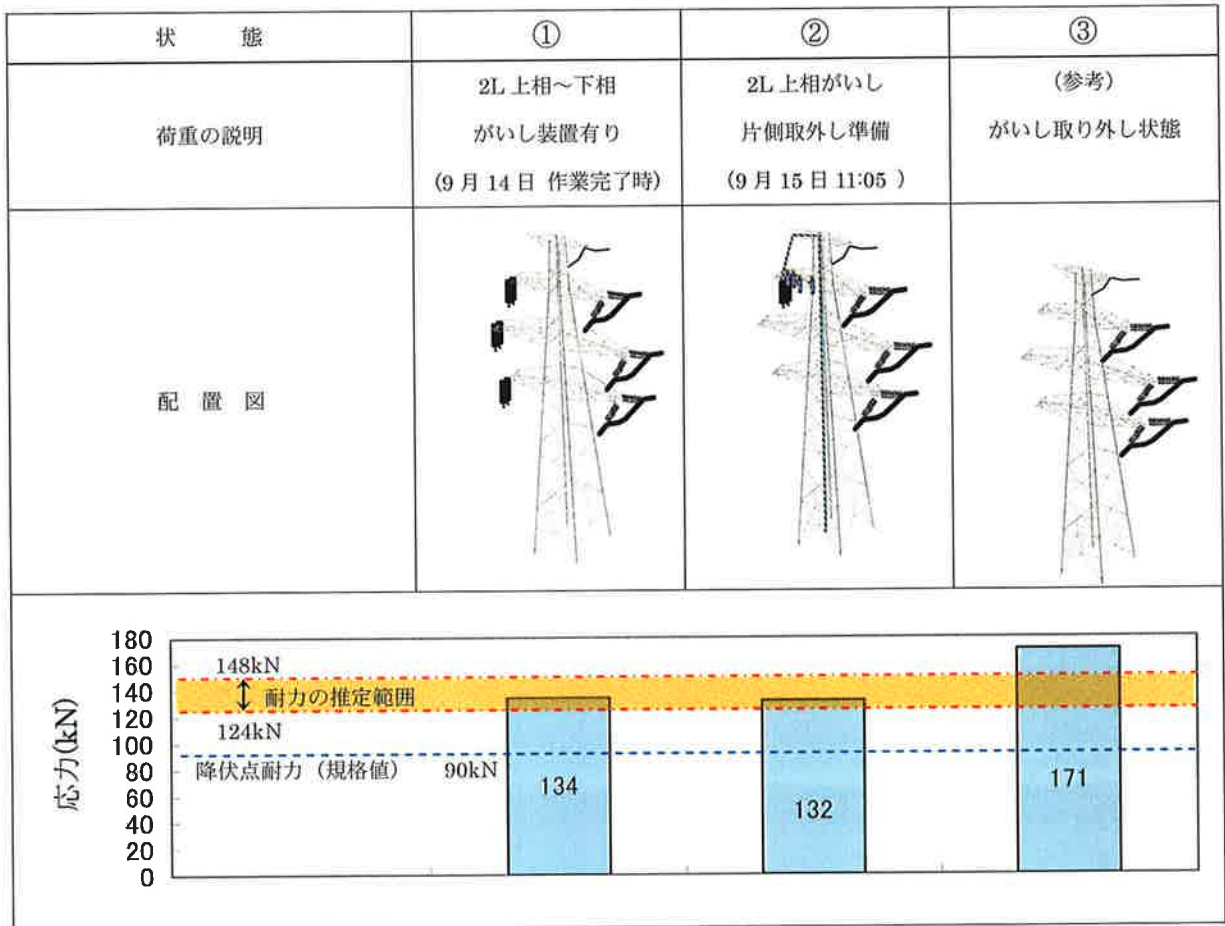 状 態
①
②
③
荷重の説明
2L 上相～下相
がいし装置有り
(9 月 14 日 作業完了時)
2L 上相がいし
片側取外し準備
(9 月 15 日 11:05 )
(参考)
がいし取り外し状態
配 置 図
応力(kN)
180
160
140
120
100
80
60
40
20
0
148kN
耐力の推定範囲
124kN
降伏点耐力（規格値） 90kN
134
132
171